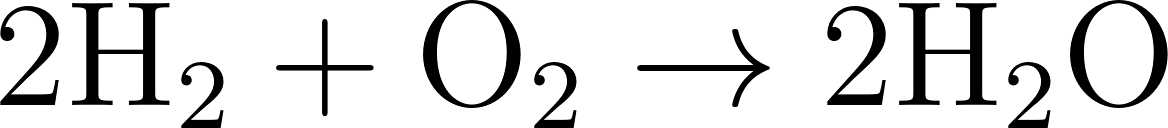 2H₂ + O₂ → 2H₂O